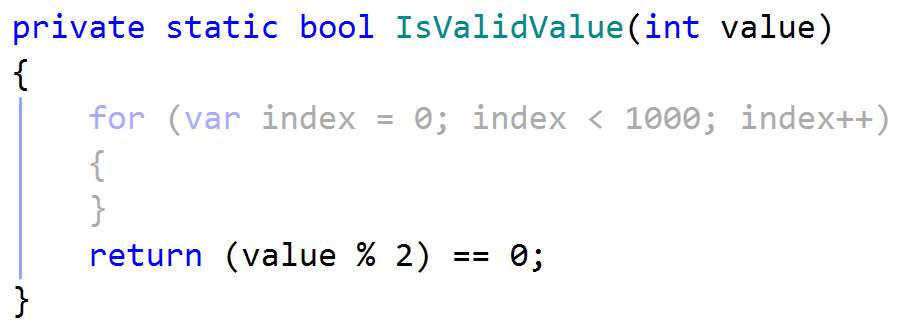 private static bool IsValidValue(int value)
{
    for (var index = 0; index < 1000; index++)
    {
    }
    return (value % 2) == 0;
}